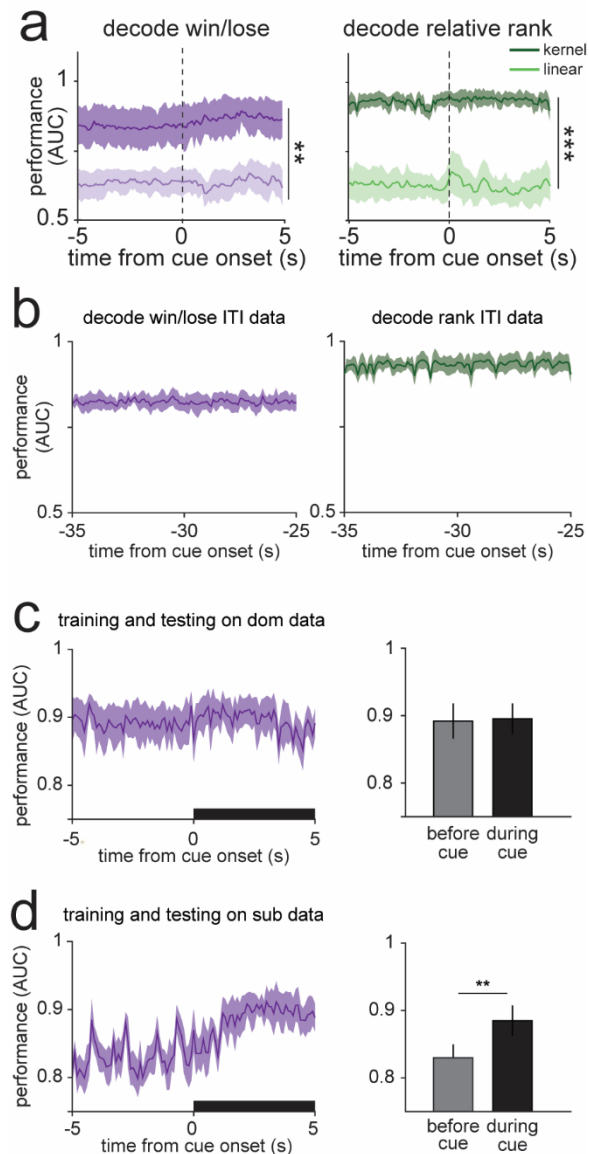 a
decode win/lose
decode relative rank
kernel
linear
performance
(AUC)
1
0.5
-5
0
5
time from cue onset (s)
**
-5
0
5
time from cue onset (s)
***
b
decode win/lose ITI data
decode rank ITI data
performance
(AUC)
1
0.5
-35
-30
-25
time from cue onset (s)
1
0.5
-35
-30
-25
time from cue onset (s)
c
training and testing on dom data
performance (AUC)
1
0.9
0.8
-5
0
5
time from cue onset (s)
1
0.9
0.8
before
cue
during
cue
d
training and testing on sub data
performance (AUC)
1
0.9
0.8
-5
0
5
time from cue onset (s)
1
0.9
0.8
**
before
cue
during
cue